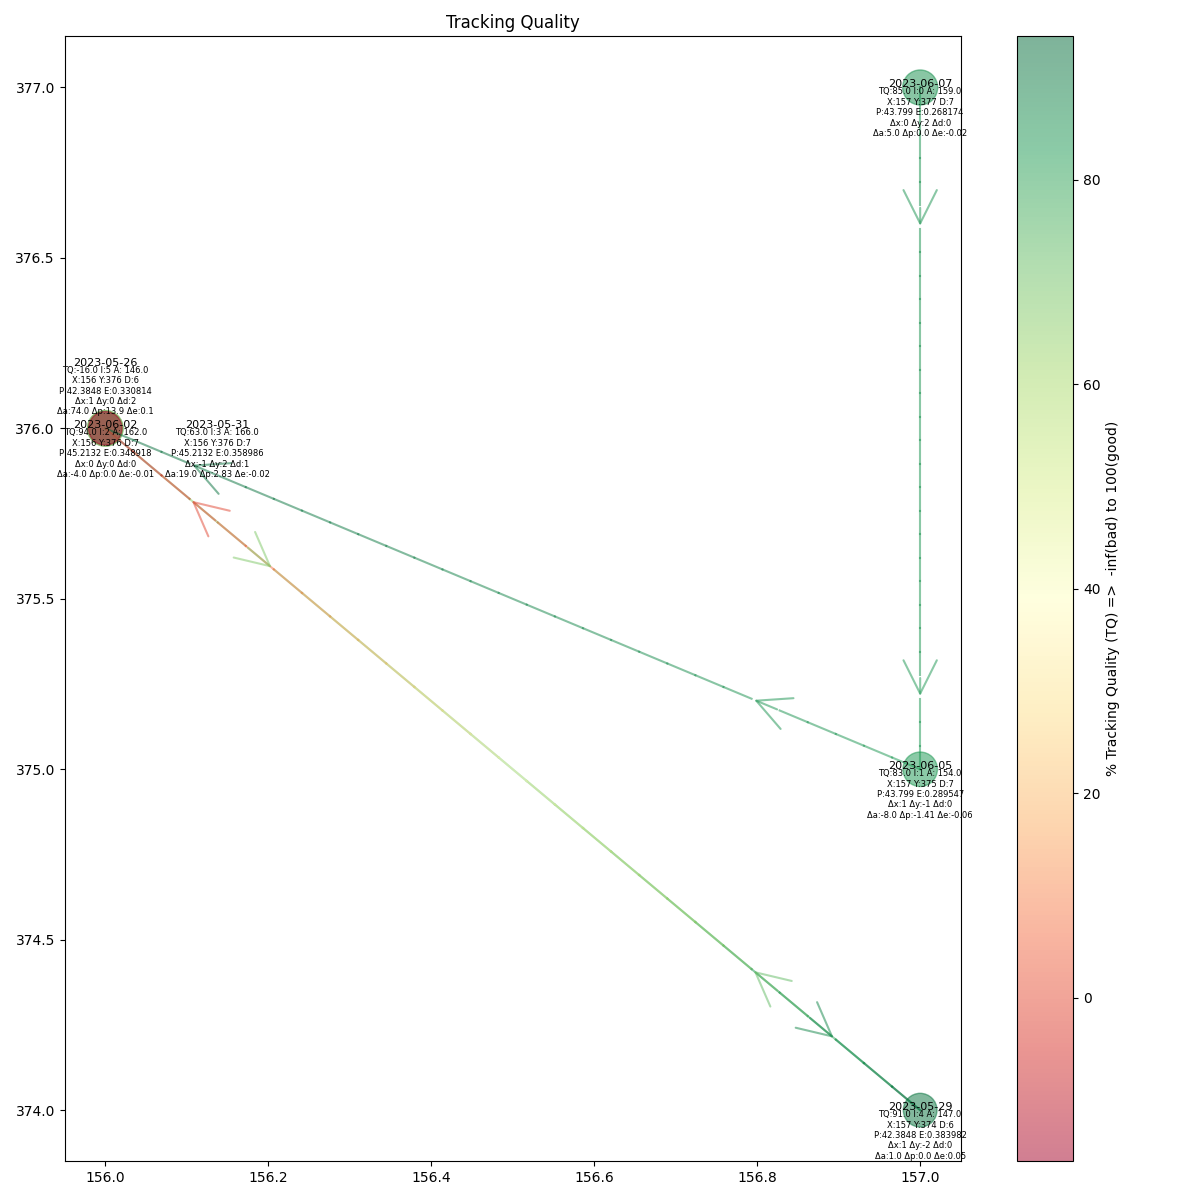 Tracking Quality
377.0
376.5
376.0
375.5
375.0
374.5
374.0
156.0
156.2
156.4
156.6
156.8
157.0
2023-06-07
TQ:85.0 I:0 A: 159.0
X:157 Y:377 D:7
P:43.799 E:0.268174
Δx:0 Δy:2 Δd:0
Δa:5.0 Δp:0.0 Δe:-0.02
2023-05-26
TQ:-16.0 I:5 A: 146.0
X:156 Y:376 D:6
P:42.3848 E:0.330814
Δx:1 Δy:0 Δd:2
Δa:74.0 Δp:13.9 Δe:0.1
2023-06-02
TQ:94.0 I:2 A: 162.0
X:156 Y:376 D:7
P:45.2132 E:0.348918
Δx:0 Δy:0 Δd:0
Δa:-4.0 Δp:0.0 Δe:-0.01
2023-05-31
TQ:63.0 I:3 A: 166.0
X:156 Y:376 D:7
P:45.2132 E:0.358986
Δx:-1 Δy:2 Δd:1
Δa:19.0 Δp:2.83 Δe:-0.02
2023-06-05
TQ:83.0 I:1 A: 154.0
X:157 Y:375 D:7
P:43.799 E:0.289547
Δx:1 Δy:-1 Δd:0
Δa:-8.0 Δp:-1.41 Δe:-0.06
2023-05-29
TQ:91.0 I:4 A: 147.0
X:157 Y:374 D:6
P:42.3848 E:0.383982
Δx:1 Δy:-2 Δd:0
Δa:1.0 Δp:0.0 Δe:0.05
80
60
40
20
0
% Tracking Quality (TQ) => -inf(bad) to 100(good)